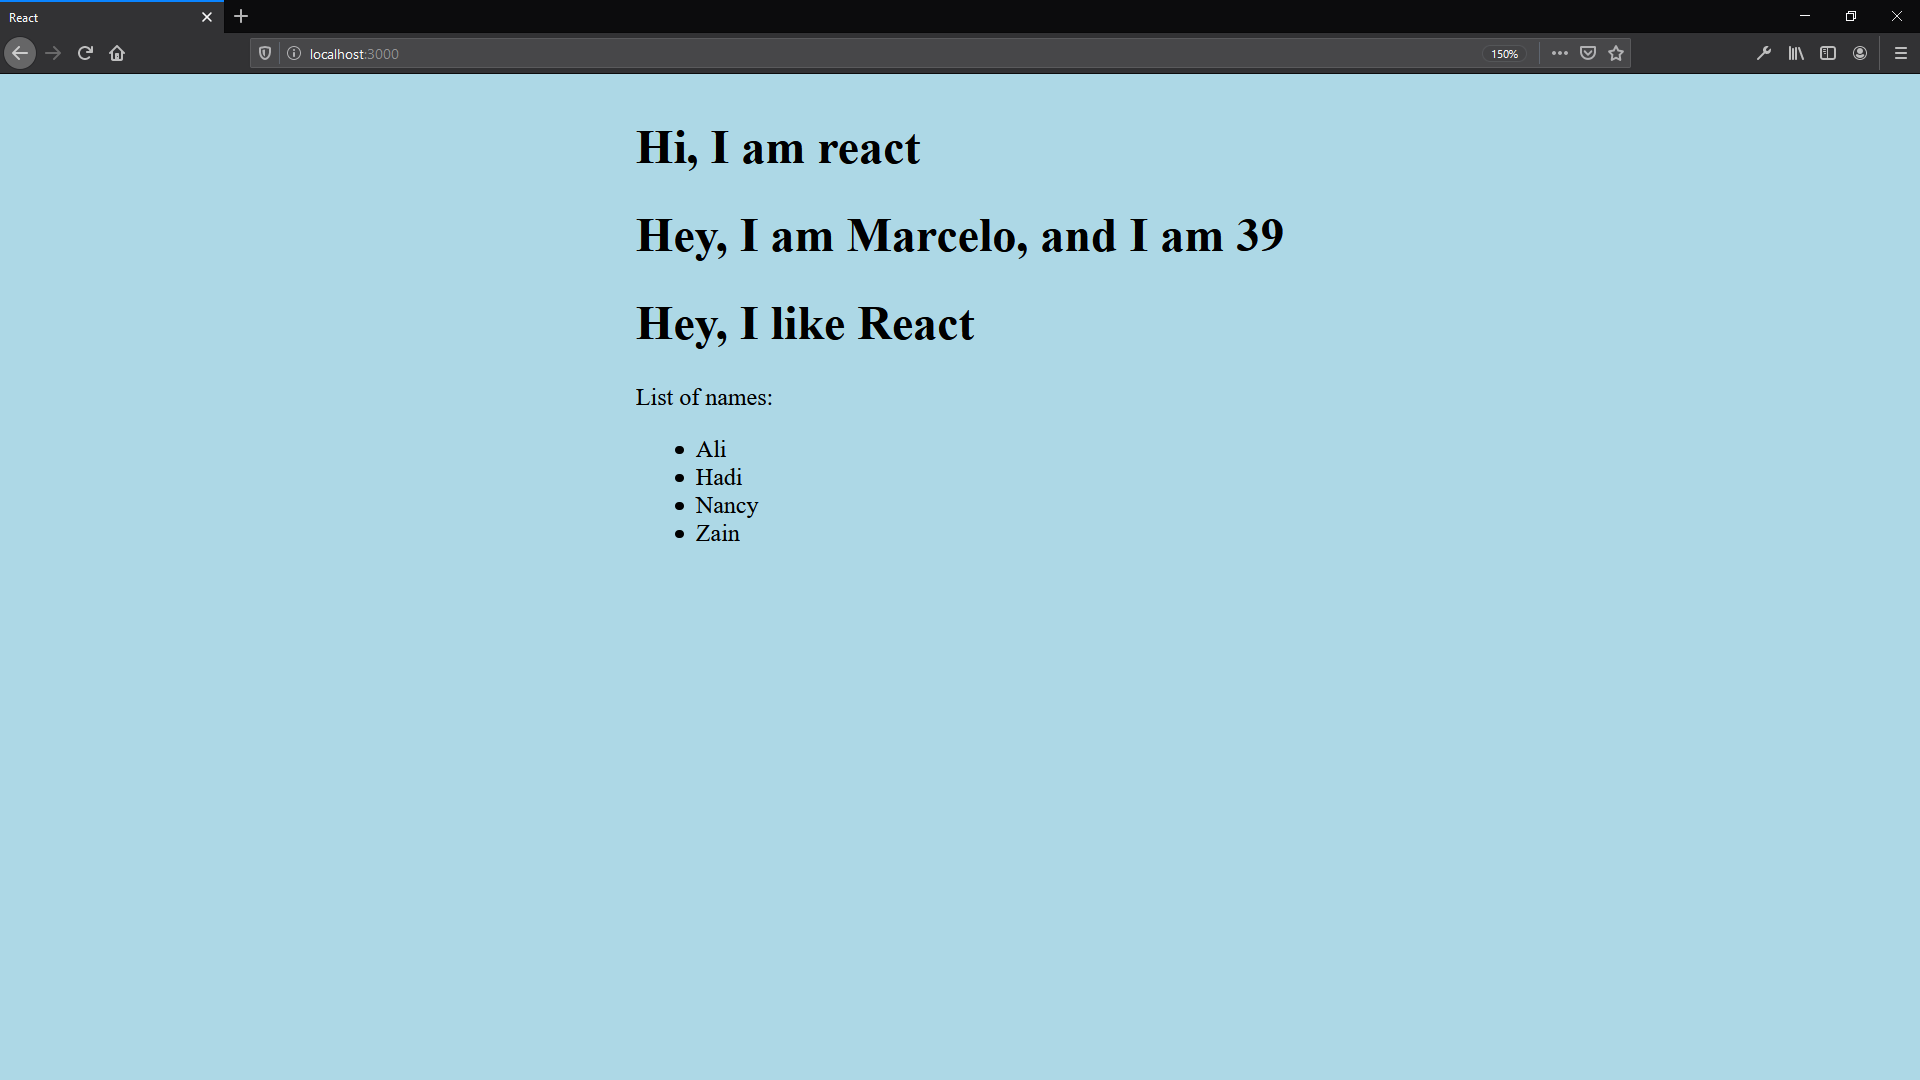 React
localhost:3000
150%
Hi, I am react
Hey, I am Marcelo, and I am 39
Hey, I like React
List of names:
Ali
Hadi
Nancy
Zain